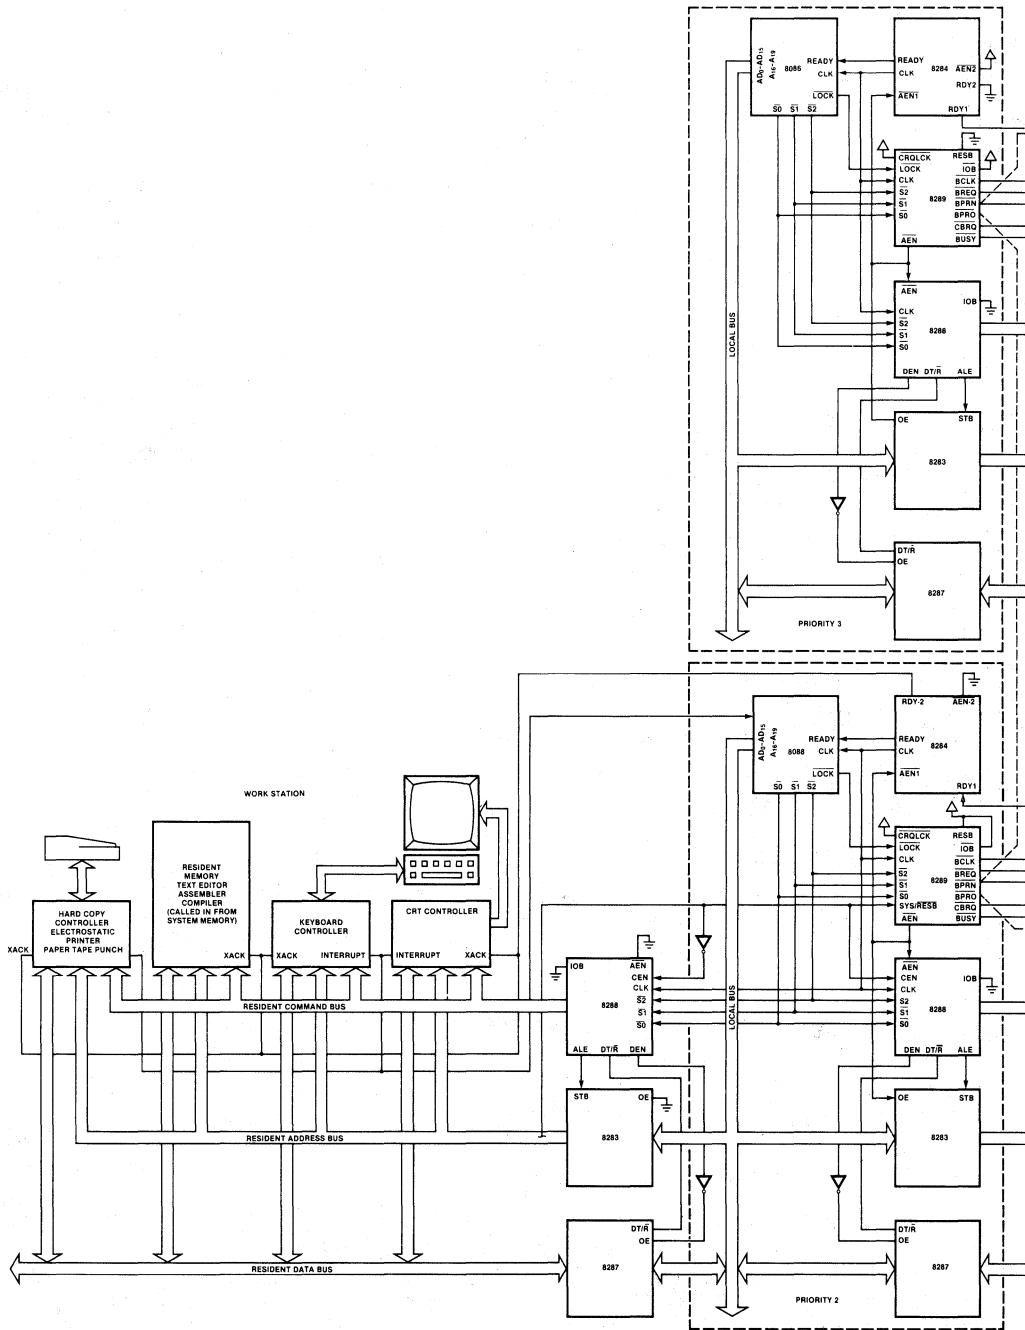 AD0-AD15
A16-A19
8086
READY
CLK
LOCK
S0 S1 S2
READY
8284
CLK
AEN2
RDY2
AEN1
RDY1
CRQLCK
RESB
LOCK
IOB
CLK
BCLK
S2
BREQ
8289
S1
BPRN
S0
BPRO
CBRQ
AEN
BUSY
AEN
IOB
CLK
S2
8288
S1
S0
DEN DT/R ALE
LOCAL BUS
OE
STB
8283
DT/R
OE
8287
PRIORITY 3
RDY-2
AEN-2
AD0-AD15
A16-A19
8088
READY
CLK
LOCK
S0 S1 S2
READY
8284
CLK
AEN1
RDY1
CRQLCK
RESB
LOCK
IOB
CLK
BCLK
S2
BREQ
8289
S1
BPRN
S0
BPRO
SYS/RESB
CBRQ
AEN
BUSY
WORK STATION
RESIDENT
MEMORY
TEXT EDITOR
ASSEMBLER
COMPILER
(CALLED IN FROM
SYSTEM MEMORY)
XACK
HARD COPY
CONTROLLER
ELECTROSTATIC
PRINTER
PAPER TAPE PUNCH
XACK
KEYBOARD
CONTROLLER
XACK
INTERRUPT
CRT CONTROLLER
INTERRUPT
XACK
IOB
AEN
CEN
CLK
S2
8288
S1
S0
ALE DT/R DEN
LOCAL BUS
AEN
IOB
CEN
CLK
S2
8288
S1
S0
DEN DT/R ALE
RESIDENT COMMAND BUS
STB
OE
8283
OE
STB
8283
RESIDENT ADDRESS BUS
DT/R
OE
8287
DT/R
OE
8287
RESIDENT DATA BUS
PRIORITY 2